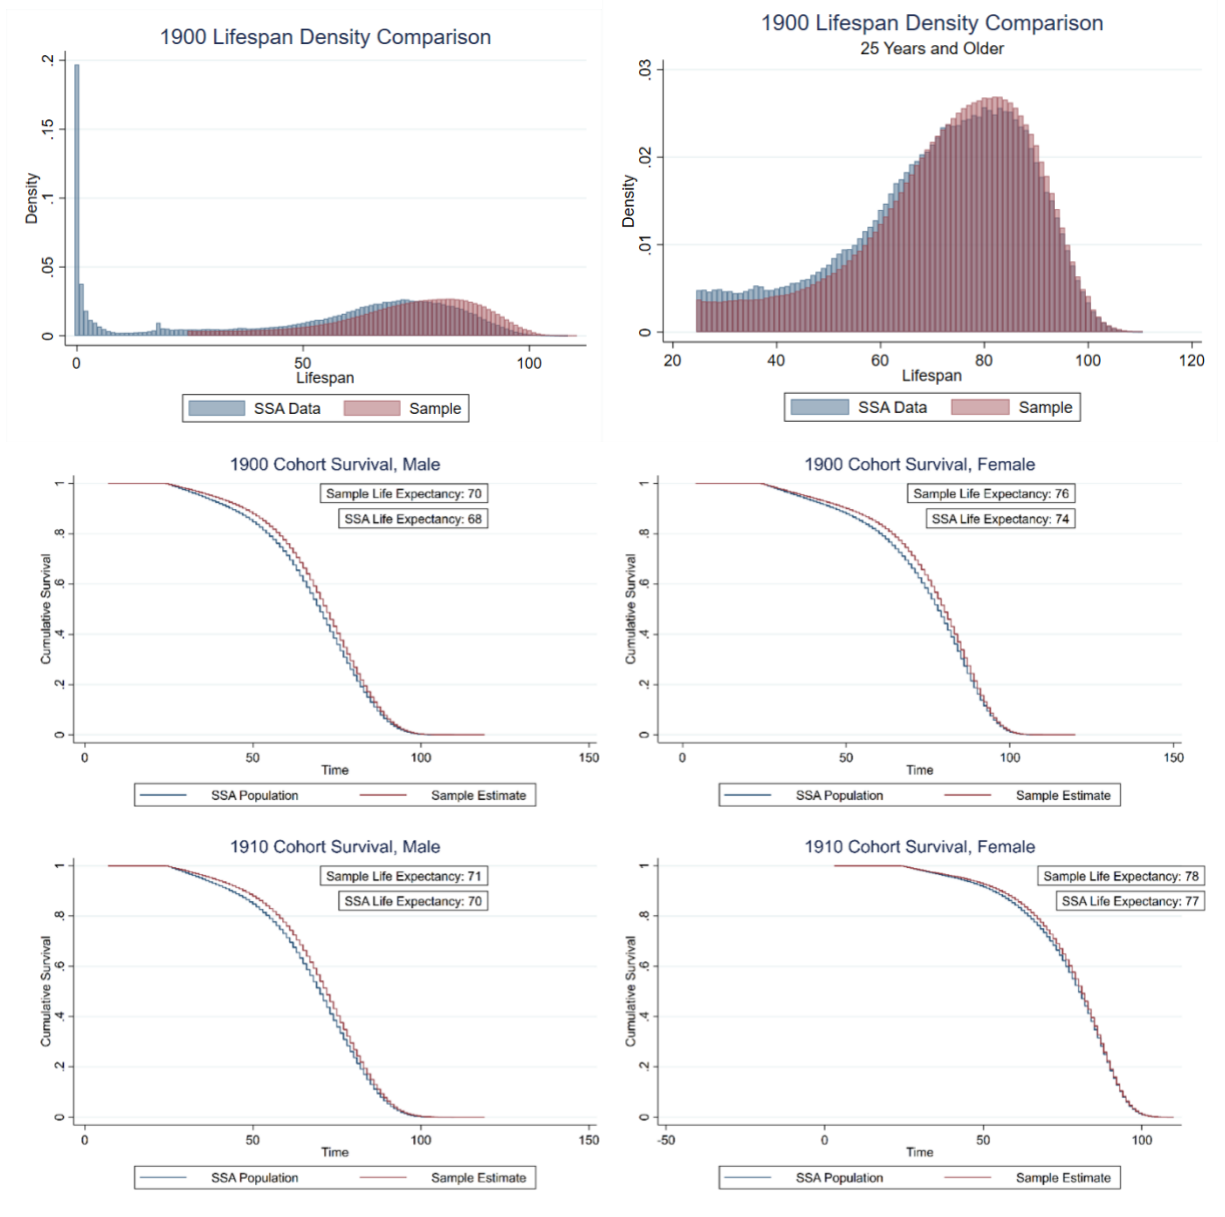 1900 Lifespan Density Comparison
.2
.15
.1
.05
0
Density
0 50 100
Lifespan
SSA Data Sample
1900 Lifespan Density Comparison
25 Years and Older
.03
.02
.01
0
Density
20 40 60 80 100 120
Lifespan
SSA Data Sample
1900 Cohort Survival, Male
Sample Life Expectancy: 70
SSA Life Expectancy: 68
1
.8
.6
.4
.2
0
Cumulative Survival
0 50 100 150
Time
SSA Population Sample Estimate
1900 Cohort Survival, Female
Sample Life Expectancy: 76
SSA Life Expectancy: 74
1
.8
.6
.4
.2
0
Cumulative Survival
0 50 100 150
Time
SSA Population Sample Estimate
1910 Cohort Survival, Male
Sample Life Expectancy: 71
SSA Life Expectancy: 70
1
.8
.6
.4
.2
0
Cumulative Survival
0 50 100 150
Time
SSA Population Sample Estimate
1910 Cohort Survival, Female
Sample Life Expectancy: 78
SSA Life Expectancy: 77
1
.8
.6
.4
.2
0
Cumulative Survival
-50 0 50 100
Time
SSA Population Sample Estimate